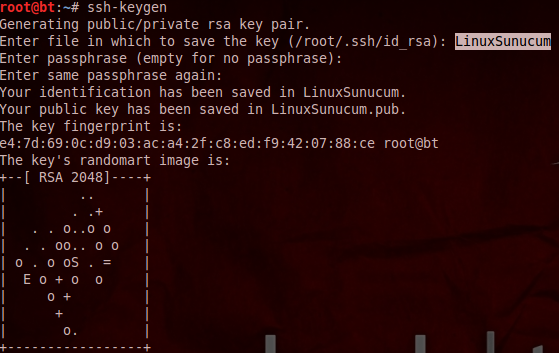 root@bt:~# ssh-keygen
Generating public/private rsa key pair.
Enter file in which to save the key (/root/.ssh/id_rsa): LinuxSunucum
Enter passphrase (empty for no passphrase):
Enter same passphrase again:
Your identification has been saved in LinuxSunucum.
Your public key has been saved in LinuxSunucum.pub.
The key fingerprint is:
e4:7d:69:0c:d9:03:ac:a4:2f:c8:ed:f9:42:07:88:ce root@bt
The key's randomart image is:
+--[ RSA 2048]----+
|         ..      |
|        . .+     |
|   . . o..o o    |
|  . . oo.. o o   |
| o . o oS . =    |
|  E o + o  o     |
|     o +         |
|      +          |
|       o.        |
+-----------------+